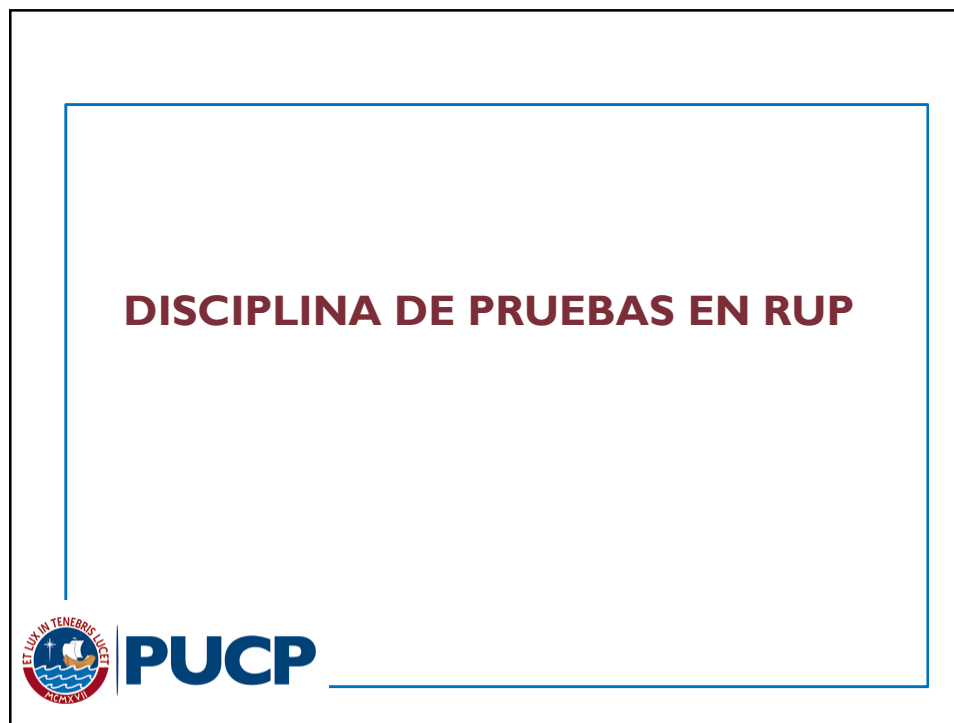 DISCIPLINA DE PRUEBAS EN RUP
ET LUX IN TENEBRIS LUCET
MCMXVII
PUCP